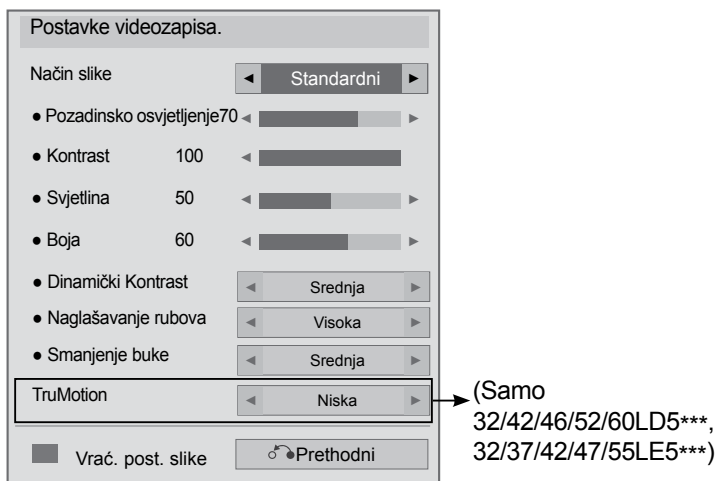 Postavke videozapisa.
Način slike ◄ Standardni ►
● Pozadinsko osvjetljenje70 ◄ ►
● Kontrast 100 ◄
● Svjetlina 50 ◄ ►
● Boja 60 ◄ ►
● Dinamički Kontrast ◄ Srednja ►
● Naglašavanje rubova ◄ Visoka ►
● Smanjenje buke ◄ Srednja ►
TruMotion ◄ Niska ►
(Samo
32/42/46/52/60LD5***,
32/37/42/47/55LE5***)
Vrać. post. slike Prethodni